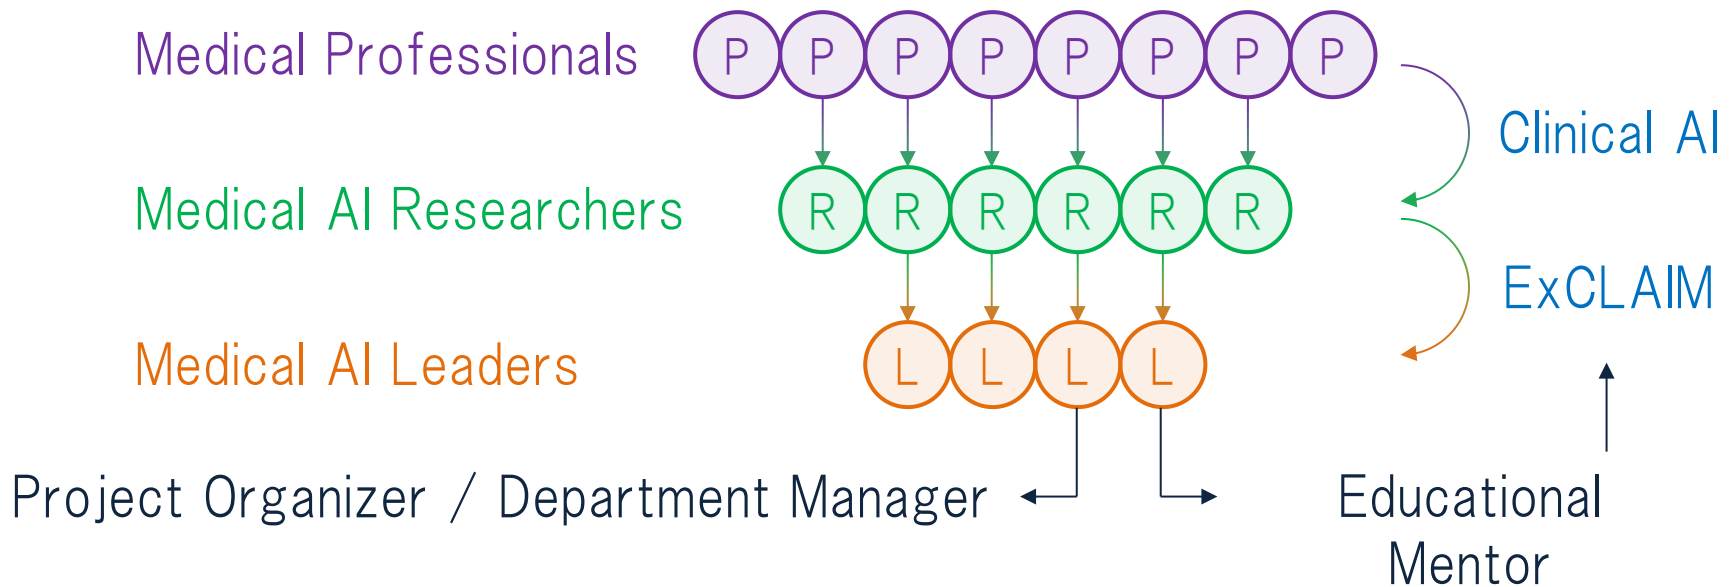 Medical Professionals
P P P P P P P P
Clinical AI
Medical AI Researchers
R R R R R R
ExCLAIM
Medical AI Leaders
L L L L
Project Organizer / Department Manager
Educational
Mentor